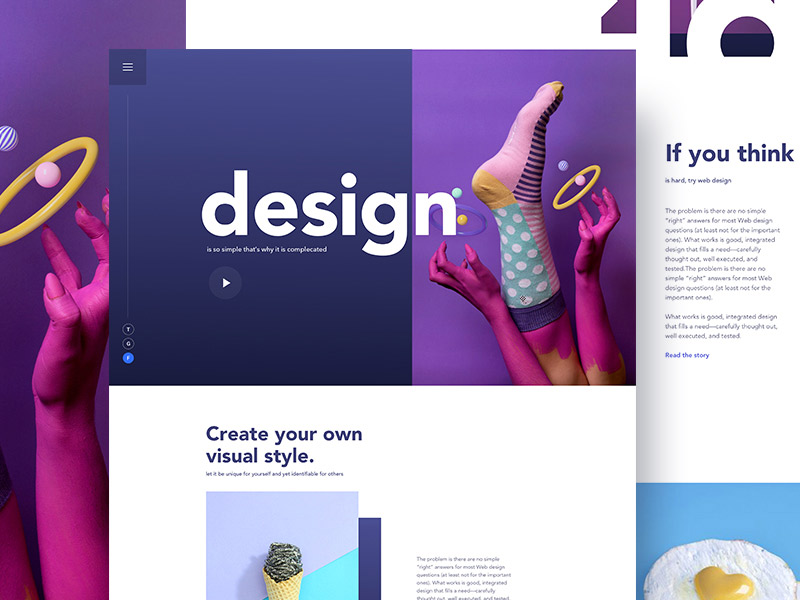 design
is so simple that's why it is complecated
T
G
F
Create your own
visual style.
let it be unique for yourself and yet identifiable for others
The problem is there are no simple
"right" answers for most Web design
questions (at least not for the important
ones). What works is good, integrated
design that fills a need—carefully
thought out, well executed, and tested.
If you think
is hard, try web design
The problem is there are no simple
"right" answers for most Web design
questions (at least not for the important
ones). What works is good, integrated
design that fills a need—carefully
thought out, well executed, and
tested.The problem is there are no
simple "right" answers for most Web
design questions (at least not for the
important ones).
What works is good, integrated design
that fills a need—carefully thought out,
well executed, and tested.
Read the story